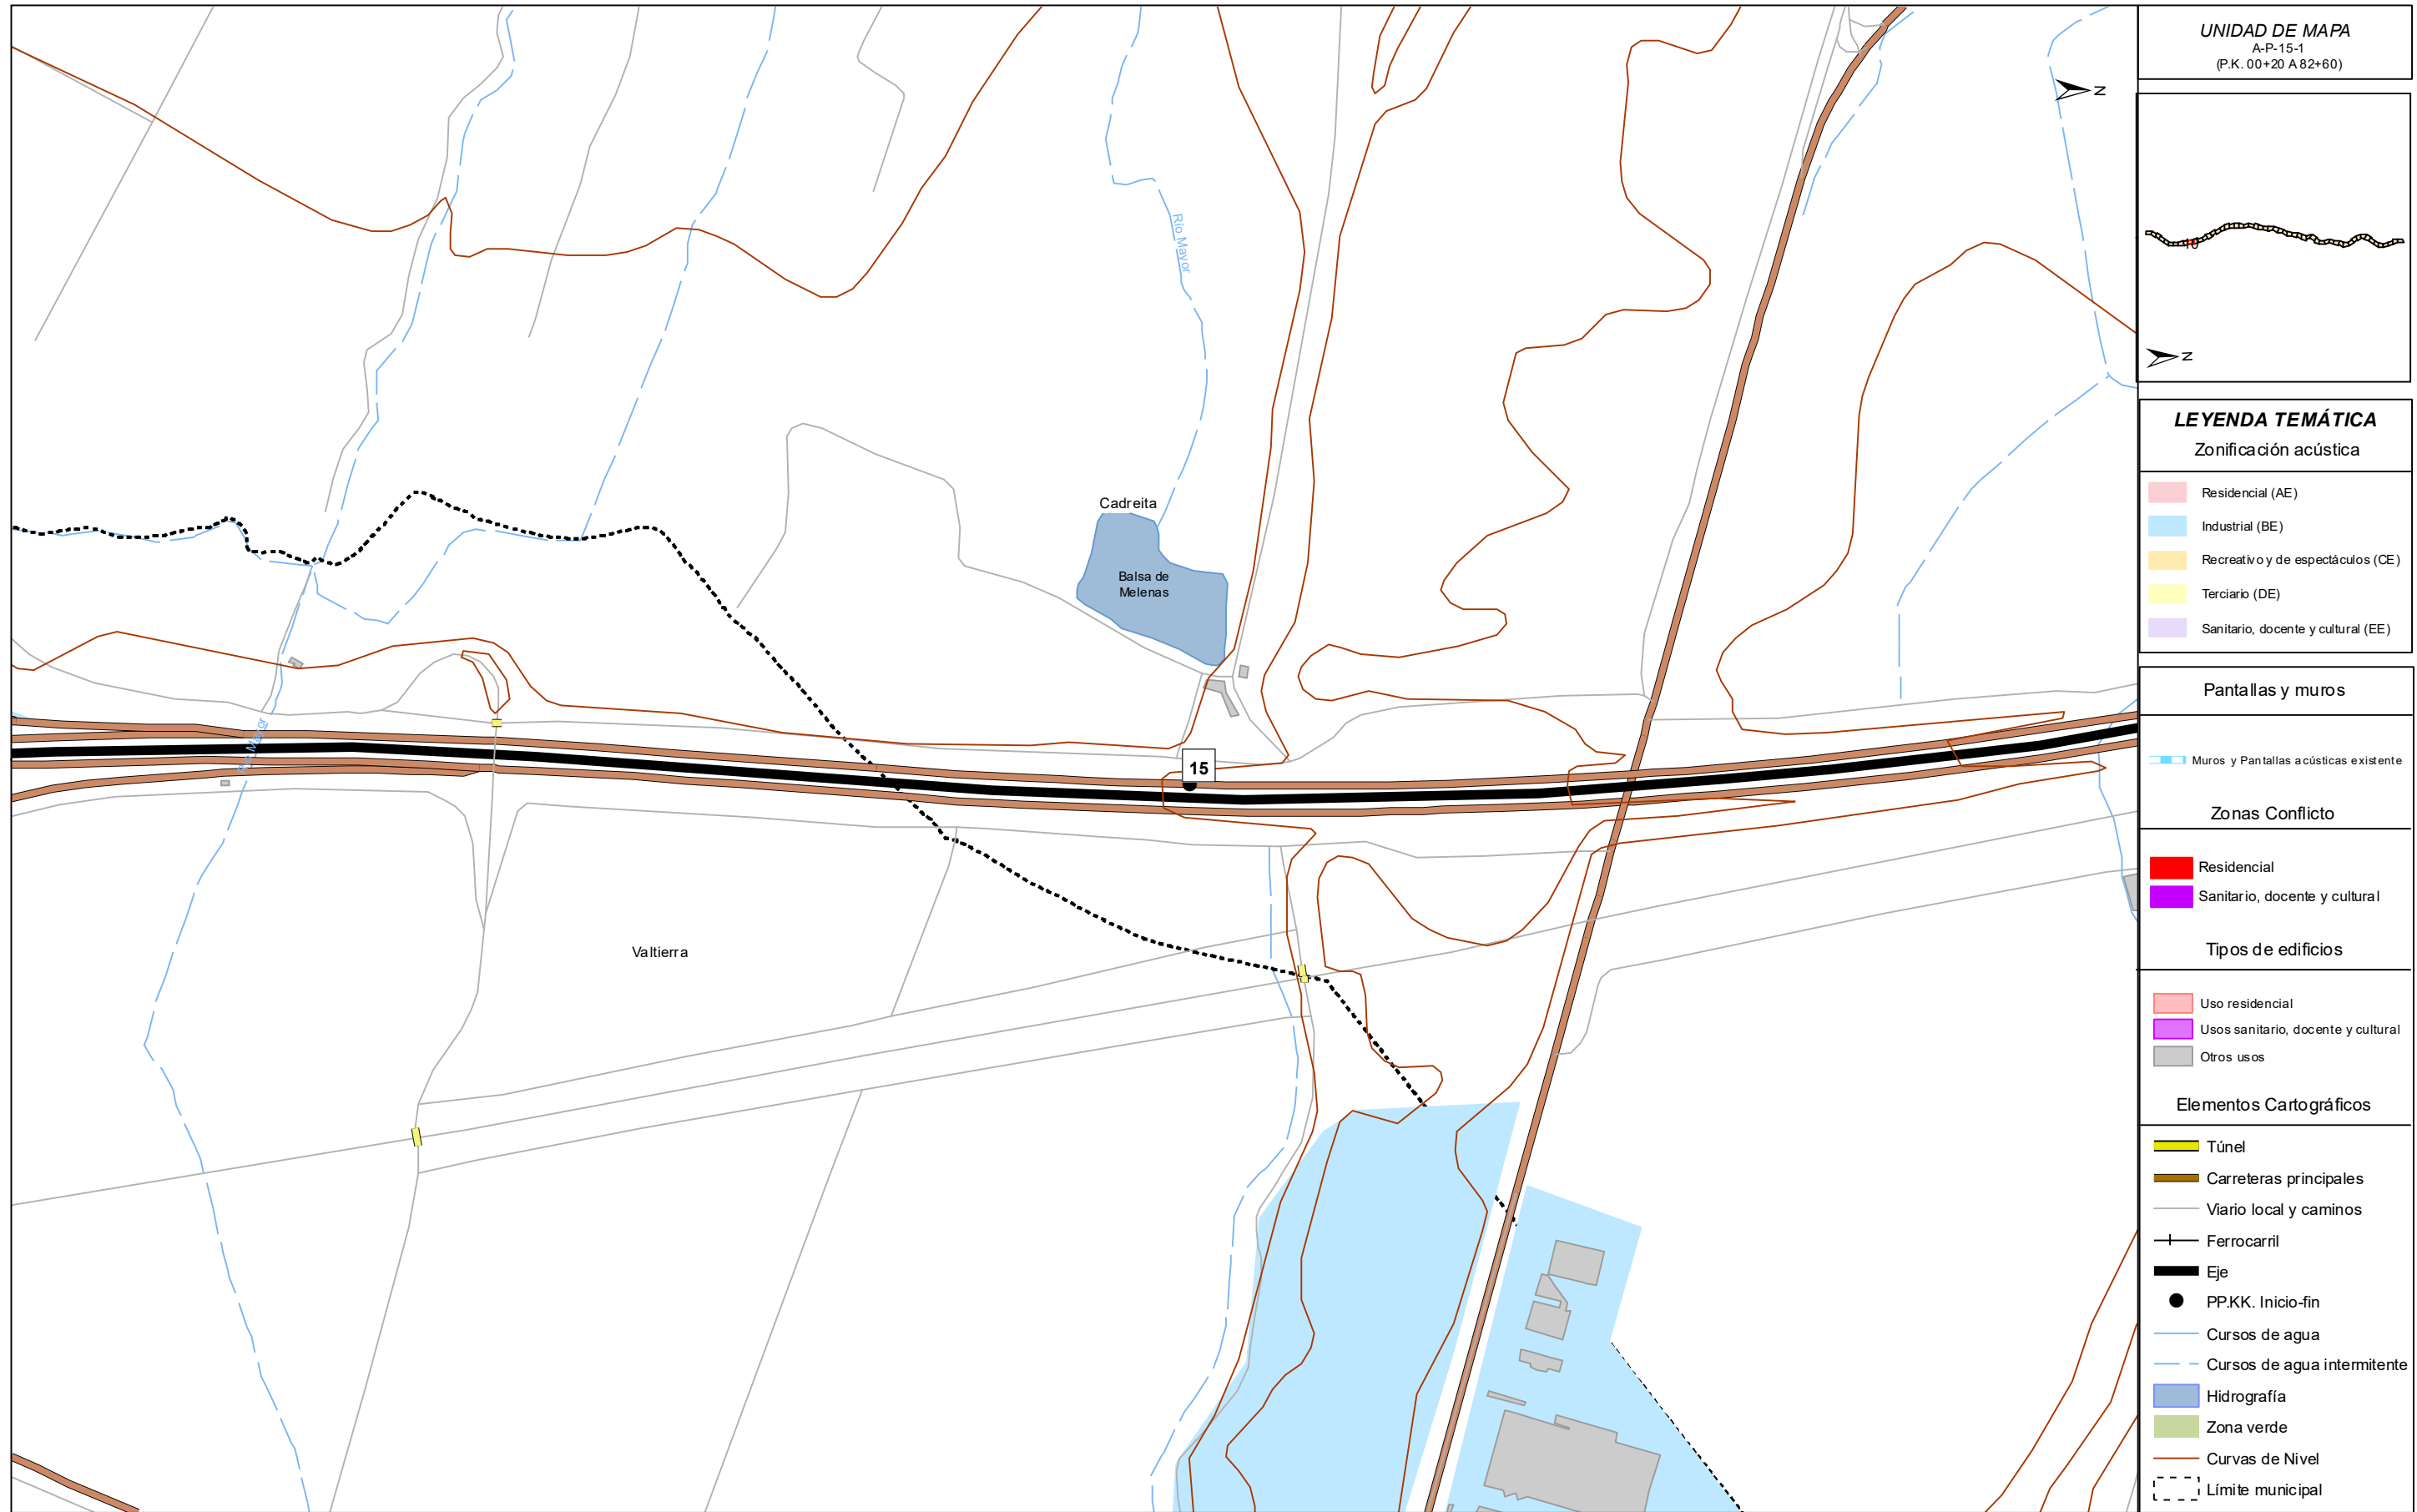 UNIDAD DE MAPA
A-P-15-1
(P.K. 00+20 A 82+60)
N
10
N
LEYENDA TEMÁTICA
Zonificación acústica
Residencial (AE)
Industrial (BE)
Recreativo y de espectáculos (CE)
Terciario (DE)
Sanitario, docente y cultural (EE)
Pantallas y muros
Muros y Pantallas acústicas existente
Zonas Conflicto
Residencial
Sanitario, docente y cultural
Tipos de edificios
Uso residencial
Usos sanitario, docente y cultural
Otros usos
Elementos Cartográficos
Túnel
Carreteras principales
Viario local y caminos
Ferrocarril
Eje
PP.KK. Inicio-fin
Cursos de agua
Cursos de agua intermitente
Hidrografía
Zona verde
Curvas de Nivel
Límite municipal
Río Mayor
Cadreita
Balsa de
Melenas
Río Mayor
15
Valtierra